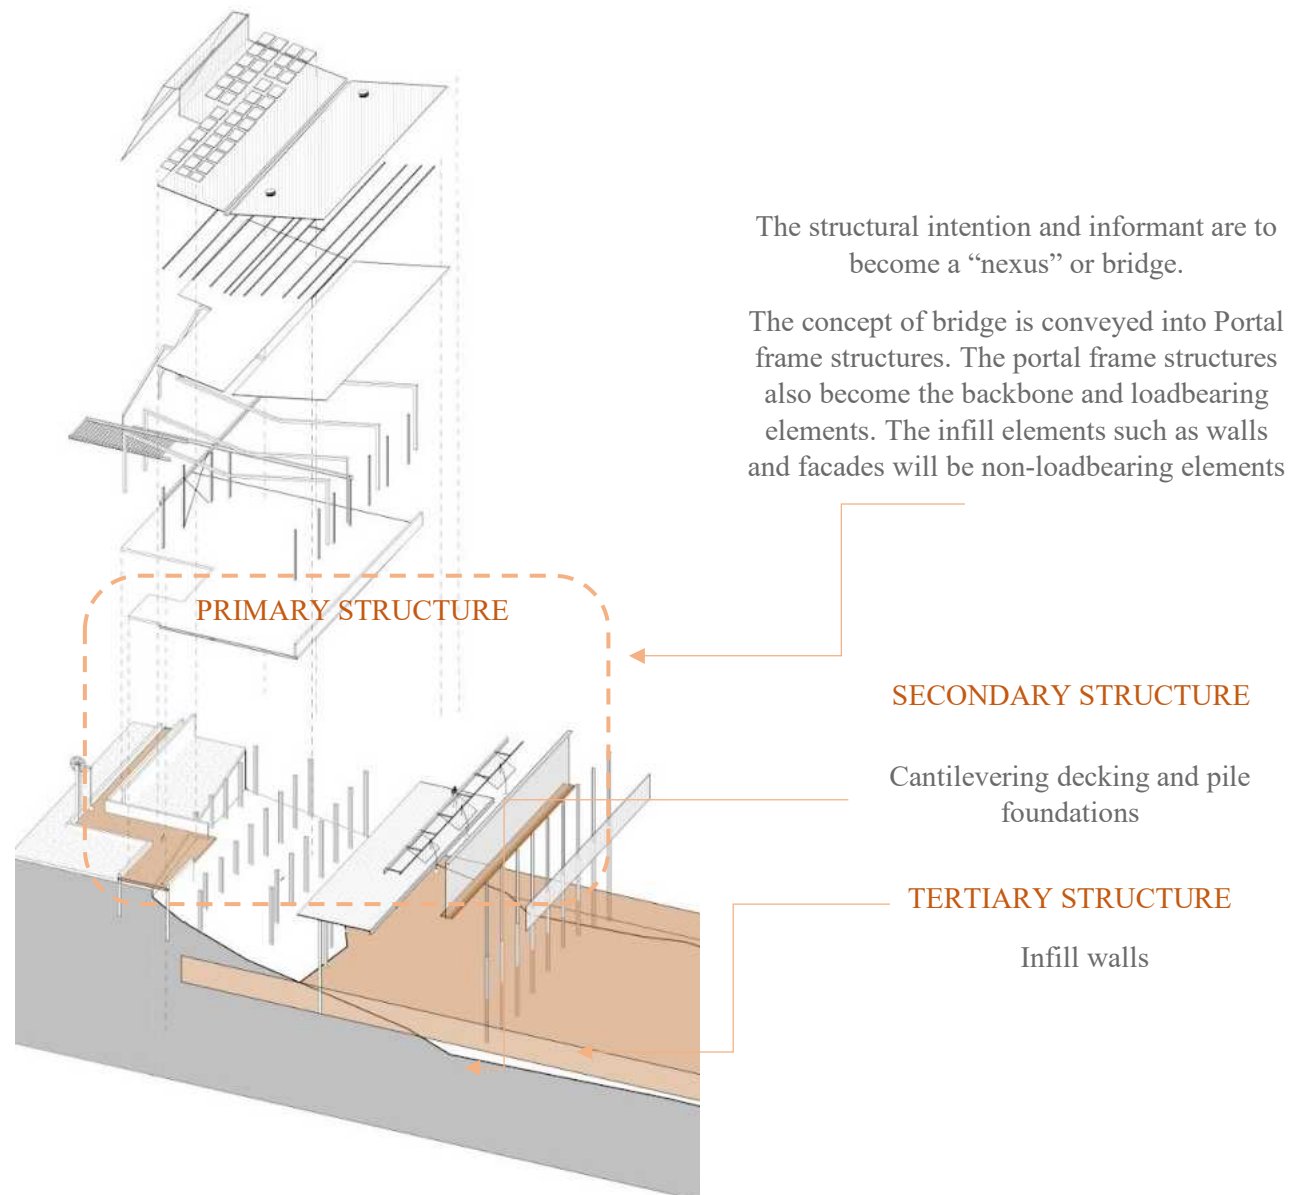 The structural intention and informant are to
become a “nexus” or bridge.
The concept of bridge is conveyed into Portal
frame structures. The portal frame structures
also become the backbone and loadbearing
elements. The infill elements such as walls
and facades will be non-loadbearing elements
PRIMARY STRUCTURE
SECONDARY STRUCTURE
Cantilevering decking and pile
foundations
TERTIARY STRUCTURE
Infill walls